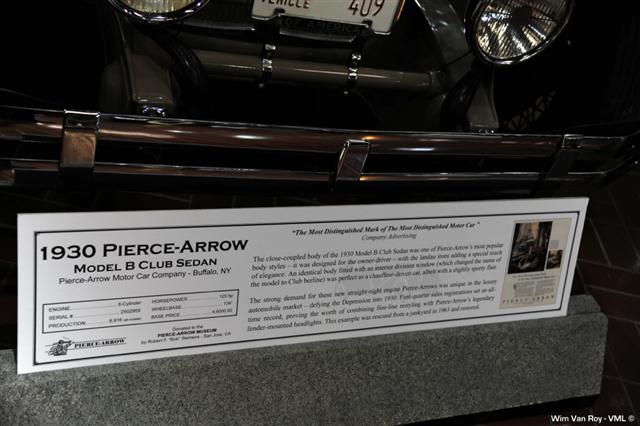 VEHICLE 409
OF AMERICA
1930 PIERCE-ARROW
MODEL B CLUB SEDAN
Pierce-Arrow Motor Car Company - Buffalo, NY
ENGINE 8-Cylinder
SERIAL # 2502959
PRODUCTION 6,916 (all models)
HORSEPOWER 125 hp
WHEELBASE 134"
BASE PRICE 4,6000.00
PIERCE-ARROW
Donated to the
PIERCE-ARROW MUSEUM
by Robert F. "Bob" Siemens - San Jose, CA
"The Most Distinguished Mark of The Most Distinguished Motor Car "
Company Advertising
The close-coupled body of the 1930 Model B Club Sedan was one of Pierce-Arrow's most popular
body styles – it was designed for the owner-driver – with the landau irons adding a special touch
of elegance. An identical body fitted with an interior division window (which changed the name of
the model to Club berline) was perfect as a chauffeur-driven car, albeit with a slightly sporty flair.
The strong demand for these new straight-eight engine Pierce-Arrows was unique in the luxury
automobile market – defying the Depression into 1930. First-quarter sales registrations set an all-
time record, proving the worth of combining fine-line restyling with Pierce-Arrow's legendary
fender-mounted headlights. This example was rescued from a junkyard in 1963 and restored.
Wim Van Roy - VML ©